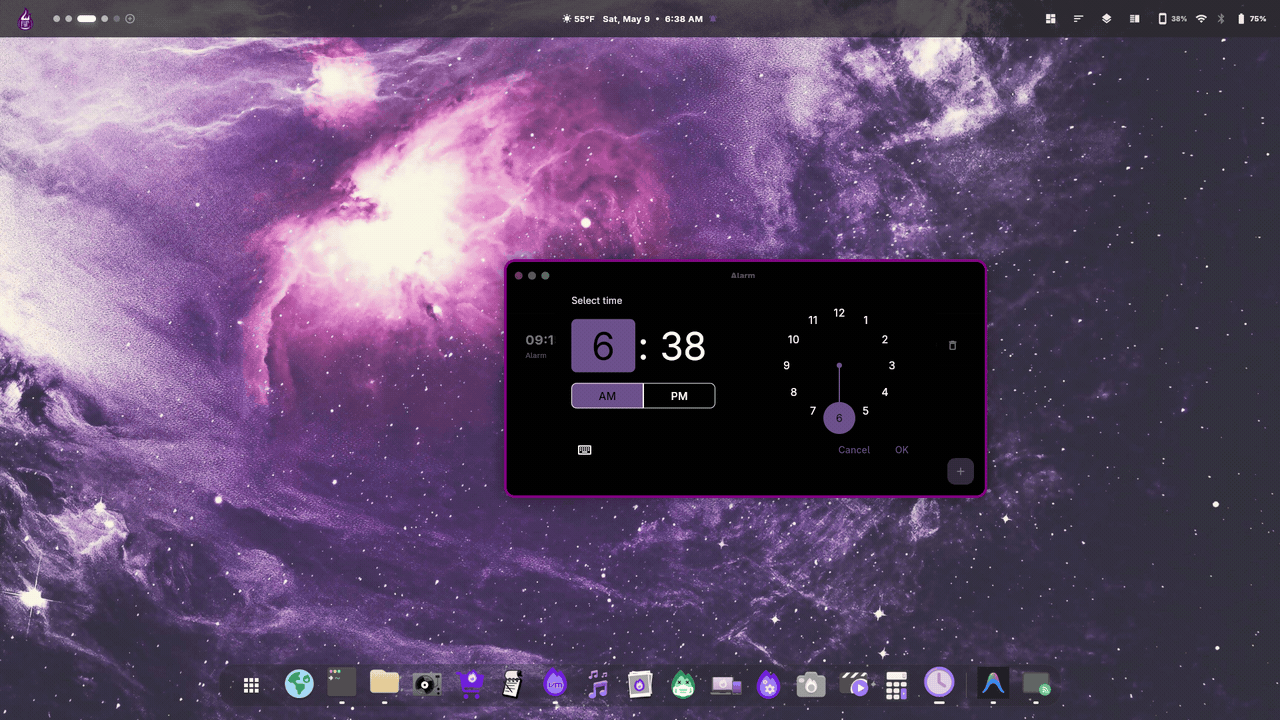 55°F Sat, May 9 • 6:38 AM
38%
75%
Alarm
Select time
09:1
Alarm
6 : 38
AM PM
12
11 1
10 2
9 3
8 4
7 6 5
Cancel OK
vm